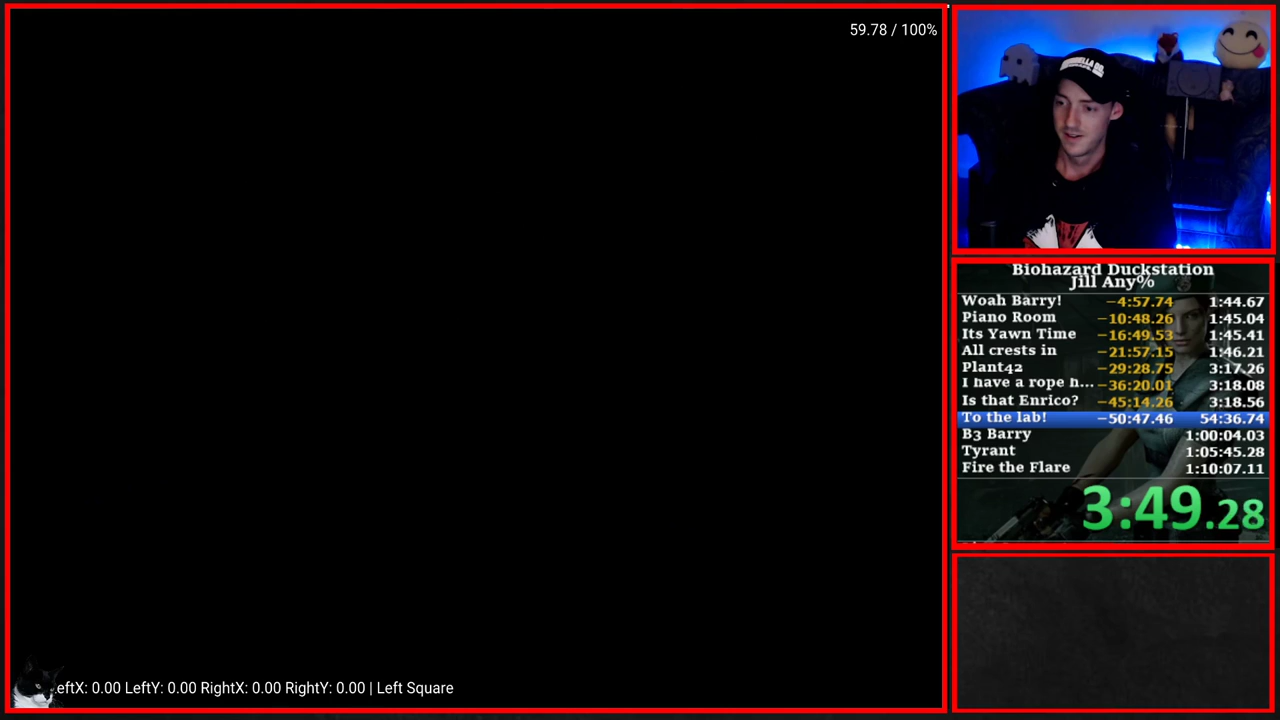 59.78 / 100%
eftX: 0.00 LeftY: 0.00 RightX: 0.00 RightY: 0.00 | Left Square
Biohazard Duckstation
Jill Any%
Woah Barry! −4:57.74 1:44.67
Piano Room −10:48.26 1:45.04
Its Yawn Time −16:49.53 1:45.41
All crests in −21:57.15 1:46.21
Plant42 −29:28.75 3:17.26
I have a rope h... −36:20.01 3:18.08
Is that Enrico? −45:14.26 3:18.56
To the lab! −50:47.46 54:36.74
B3 Barry 1:00:04.03
Tyrant 1:05:45.28
Fire the Flare 1:10:07.11
3:49.28